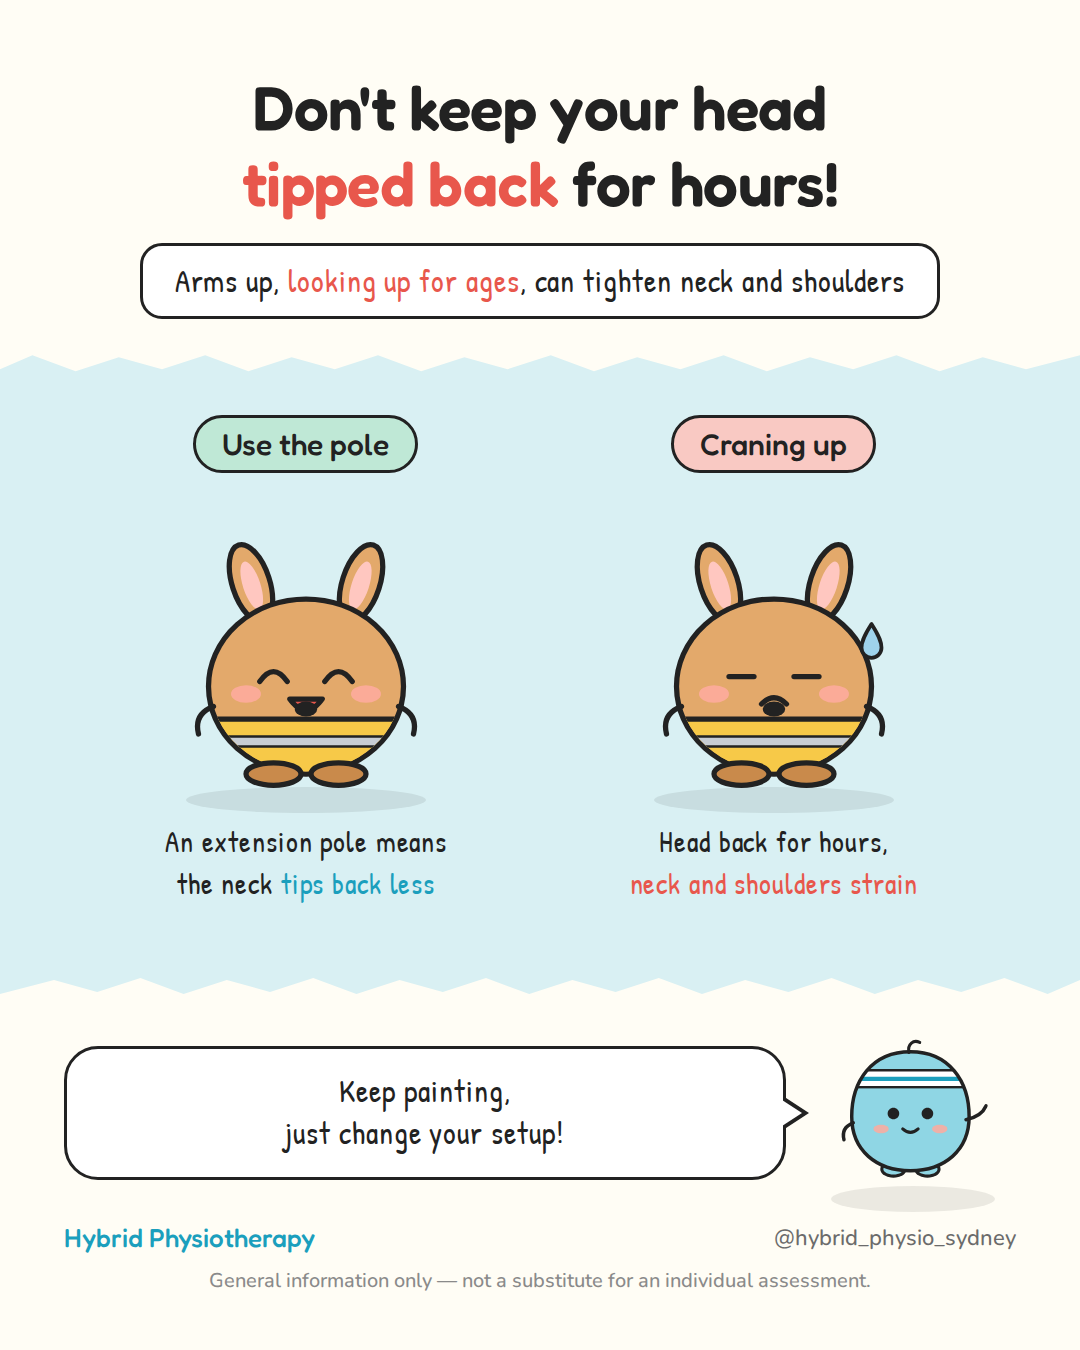 Don't keep your head
tipped back for hours!
Arms up, looking up for ages, can tighten neck and shoulders
Use the pole
Craning up
An extension pole means
the neck tips back less
Head back for hours,
neck and shoulders strain
Keep painting,
just change your setup!
Hybrid Physiotherapy
@hybrid_physio_sydney
General information only — not a substitute for an individual assessment.